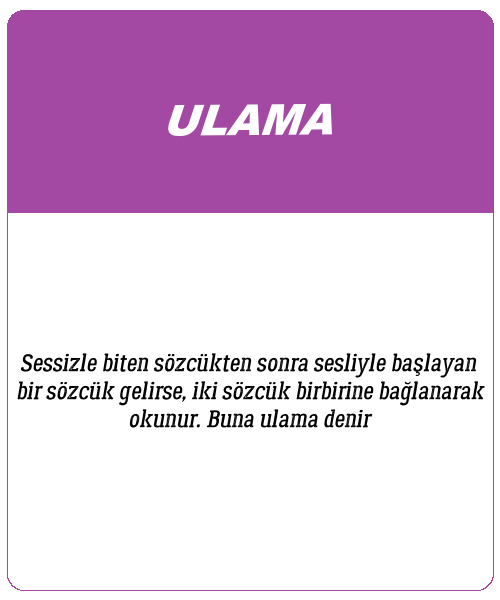 ULAMA
Sessizle biten sözcükten sonra sesliyle başlayan
bir sözcük gelirse, iki sözcük birbirine bağlanarak
okunur. Buna ulama denir